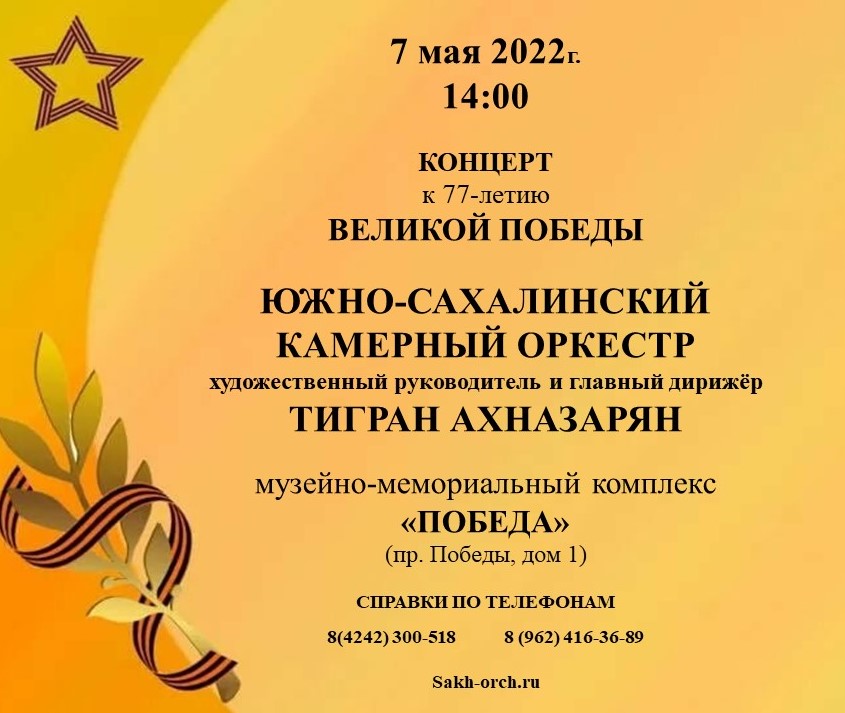 7 мая 2022г.
14:00
КОНЦЕРТ
к 77-летию
ВЕЛИКОЙ ПОБЕДЫ
ЮЖНО-САХАЛИНСКИЙ
КАМЕРНЫЙ ОРКЕСТР
художественный руководитель и главный дирижёр
ТИГРАН АХНАЗАРЯН
музейно-мемориальный комплекс
«ПОБЕДА»
(пр. Победы, дом 1)
СПРАВКИ ПО ТЕЛЕФОНАМ
8(4242) 300-518 8 (962) 416-36-89
Sakh-orch.ru